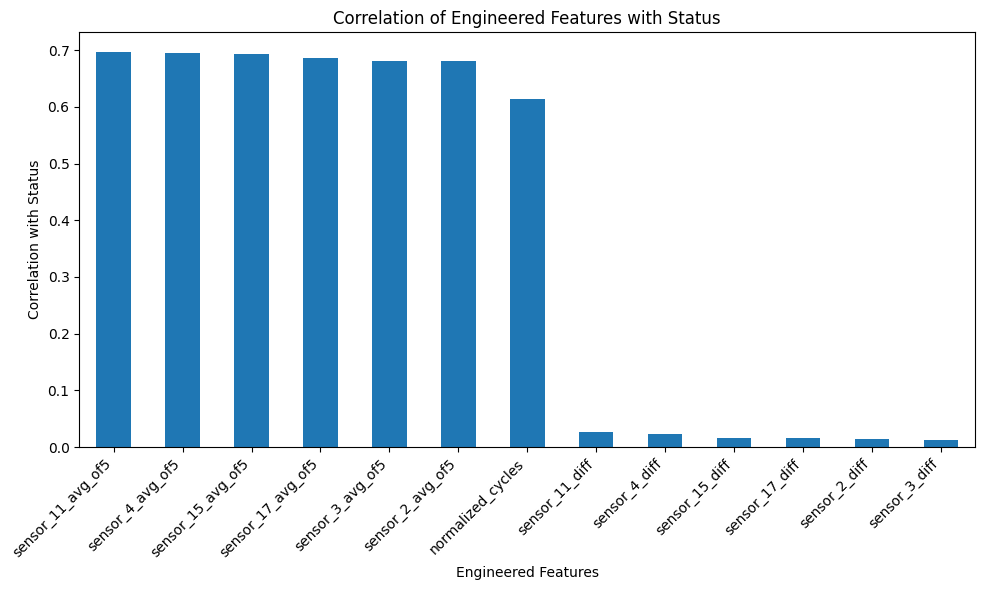 Correlation of Engineered Features with Status
Correlation with Status
0.7
0.6
0.5
0.4
0.3
0.2
0.1
0.0
sensor_11_avg_of5
sensor_4_avg_of5
sensor_15_avg_of5
sensor_17_avg_of5
sensor_3_avg_of5
sensor_2_avg_of5
normalized_cycles
sensor_11_diff
sensor_4_diff
sensor_15_diff
sensor_17_diff
sensor_2_diff
sensor_3_diff
Engineered Features